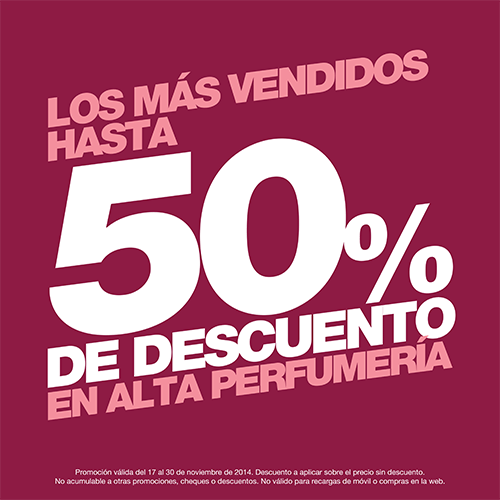 LOS MÁS VENDIDOS
HASTA
50%
DE DESCUENTO
EN ALTA PERFUMERÍA
Promoción válida del 17 al 30 de noviembre de 2014. Descuento a aplicar sobre el precio sin descuento.
No acumulable a otras promociones, cheques o descuentos. No válido para recargas de móvil o compras en la web.